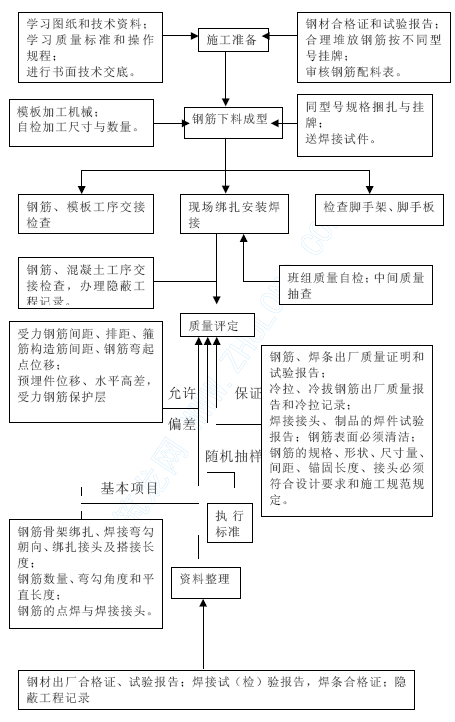 学习图纸和技术资料；
学习质量标准和操作
规程；
进行书面技术交底。
施工准备
钢材合格证和试验报告；
合理堆放钢筋按不同型
号挂牌；
审核钢筋配料表。
模板加工机械；
自检加工尺寸与数量。
钢筋下料成型
同型号规格捆扎与挂
牌；
送焊接试件。
钢筋、模板工序交接
检查
现场绑扎安装焊
接
检查脚手架、脚手板
钢筋、混凝土工序交
接检查，办理隐蔽工
程记录。
班组质量自检；中间质量
抽查
质量评定
受力钢筋间距、排距、箍
筋构造筋间距、钢筋弯起
点位移；
预埋件位移、水平高差，
受力钢筋保护层
允许
偏差
保证
钢筋、焊条出厂质量证明和
试验报告；
冷拉、冷拔钢筋出厂质量报
告和冷拉记录；
焊接接头、制品的焊件试验
报告；钢筋表面必须清洁；
钢筋的规格、形状、尺寸量、
间距、锚固长度、接头必须
符合设计要求和施工规范规
定。
随机抽样
基本项目
执行
标准
钢筋骨架绑扎、焊接弯勾
朝向、绑扎接头及搭接长
度；
钢筋数量、弯勾角度和平
直长度；
钢筋的点焊与焊接接头。
资料整理
钢材出厂合格证、试验报告；焊接试（检）验报告，焊条合格证；隐
蔽工程记录